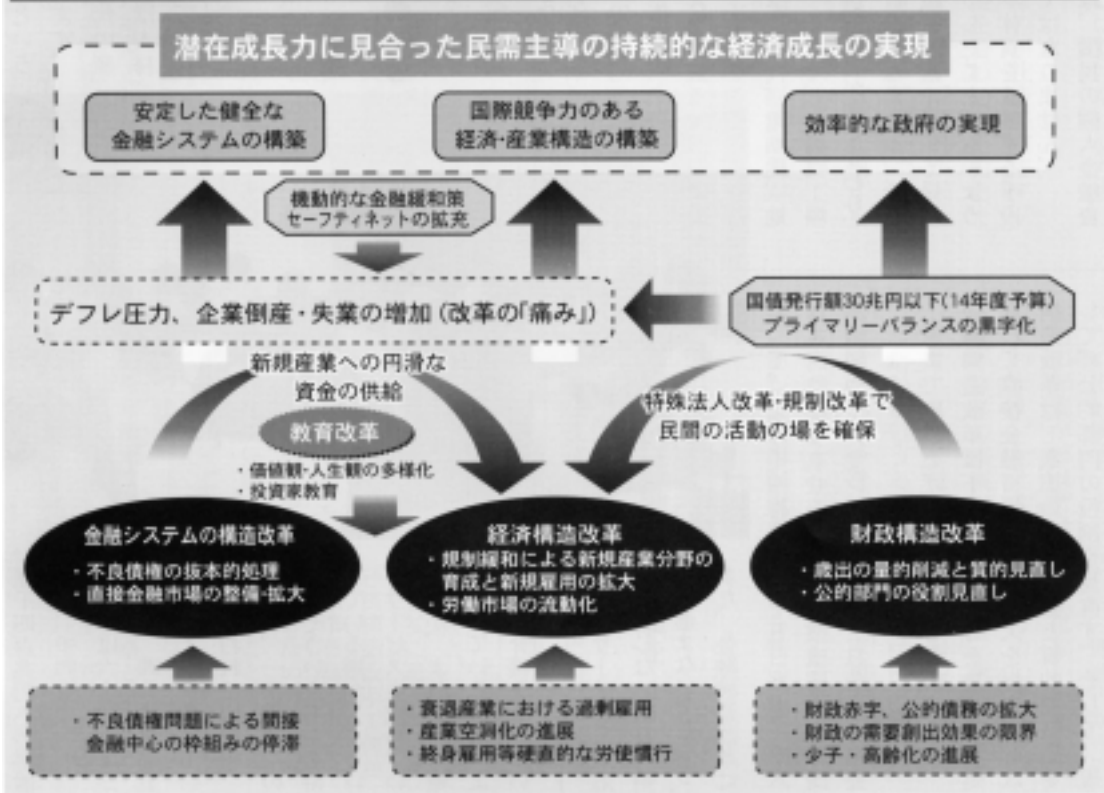 潜在成長力に見合った民需主導の持続的な経済成長の実現
安定した健全な
金融システムの構築
国際競争力のある
経済・産業構造の構築
効率的な政府の実現
機動的な金融緩和策
セーフティネットの拡充
デフレ圧力、企業倒産・失業の増加(改革の「痛み」)
国債発行額30兆円以下(14年度予算)
プライマリーバランスの黒字化
新規産業への円滑な
資金の供給
特殊法人改革・規制改革で
民間の活動の場を確保
教育改革
・価値観・人生観の多様化
・投資家教育
金融システムの構造改革
・不良債権の抜本的処理
・直接金融市場の整備・拡大
経済構造改革
・規制緩和による新規産業分野の
育成と新規雇用の拡大
・労働市場の流動化
財政構造改革
・歳出の量的削減と質的見直し
・公的部門の役割見直し
・不良債権問題による間接
金融中心の枠組みの停滞
・衰退産業における過剰雇用
・産業空洞化の進展
・終身雇用等硬直的な労使慣行
・財政赤字、公的債務の拡大
・財政の需要創出効果の限界
・少子・高齢化の進展